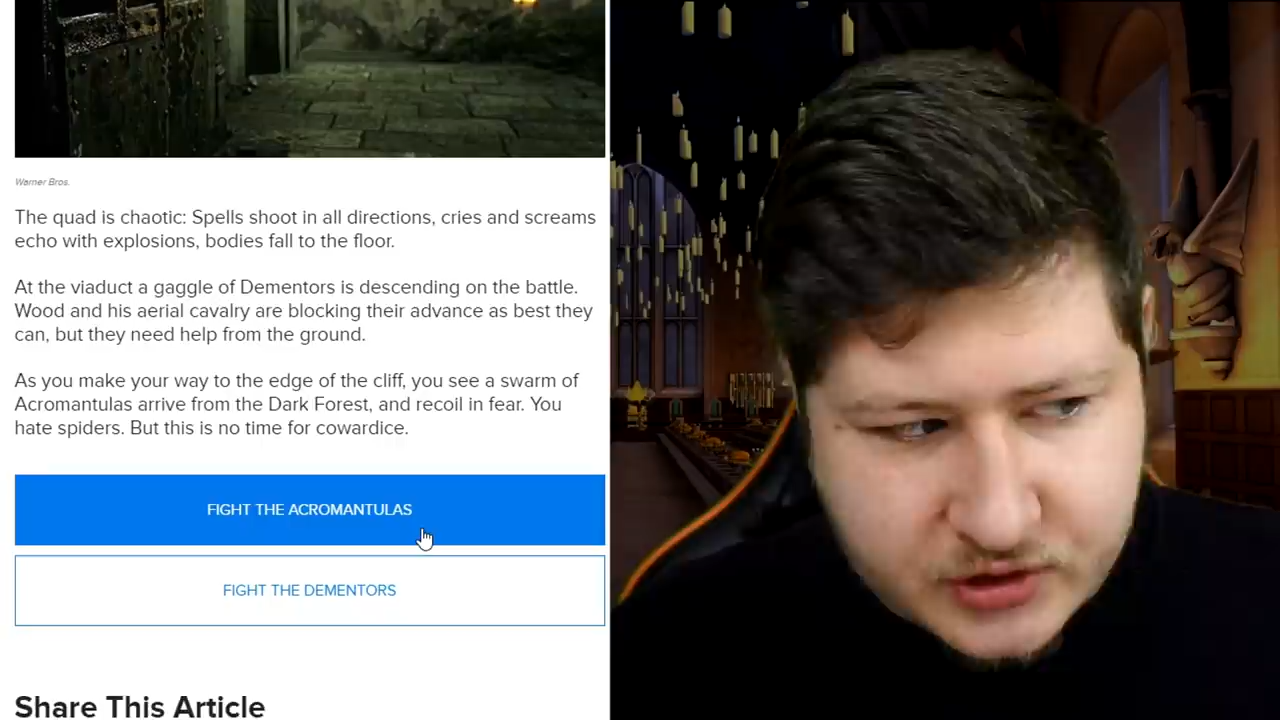 Warner Bros.
The quad is chaotic: Spells shoot in all directions, cries and screams
echo with explosions, bodies fall to the floor.
At the viaduct a gaggle of Dementors is descending on the battle.
Wood and his aerial cavalry are blocking their advance as best they
can, but they need help from the ground.
As you make your way to the edge of the cliff, you see a swarm of
Acromantulas arrive from the Dark Forest, and recoil in fear. You
hate spiders. But this is no time for cowardice.
FIGHT THE ACROMANTULAS
FIGHT THE DEMENTORS
Share This Article